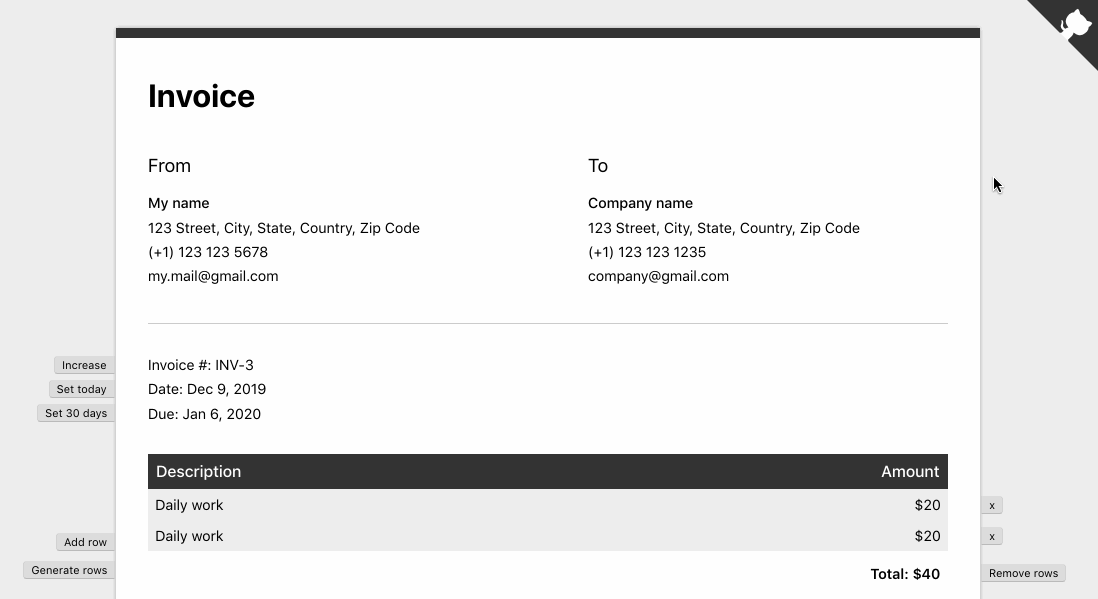 Invoice
From
To
My name
Company name
123 Street, City, State, Country, Zip Code
123 Street, City, State, Country, Zip Code
(+1) 123 123 5678
(+1) 123 123 1235
my.mail@gmail.com
company@gmail.com
Increase
Invoice #: INV-3
Set today
Date: Dec 9, 2019
Set 30 days
Due: Jan 6, 2020
Description
Amount
Daily work
$20
x
Daily work
$20
x
Add row
Generate rows
Total: $40
Remove rows